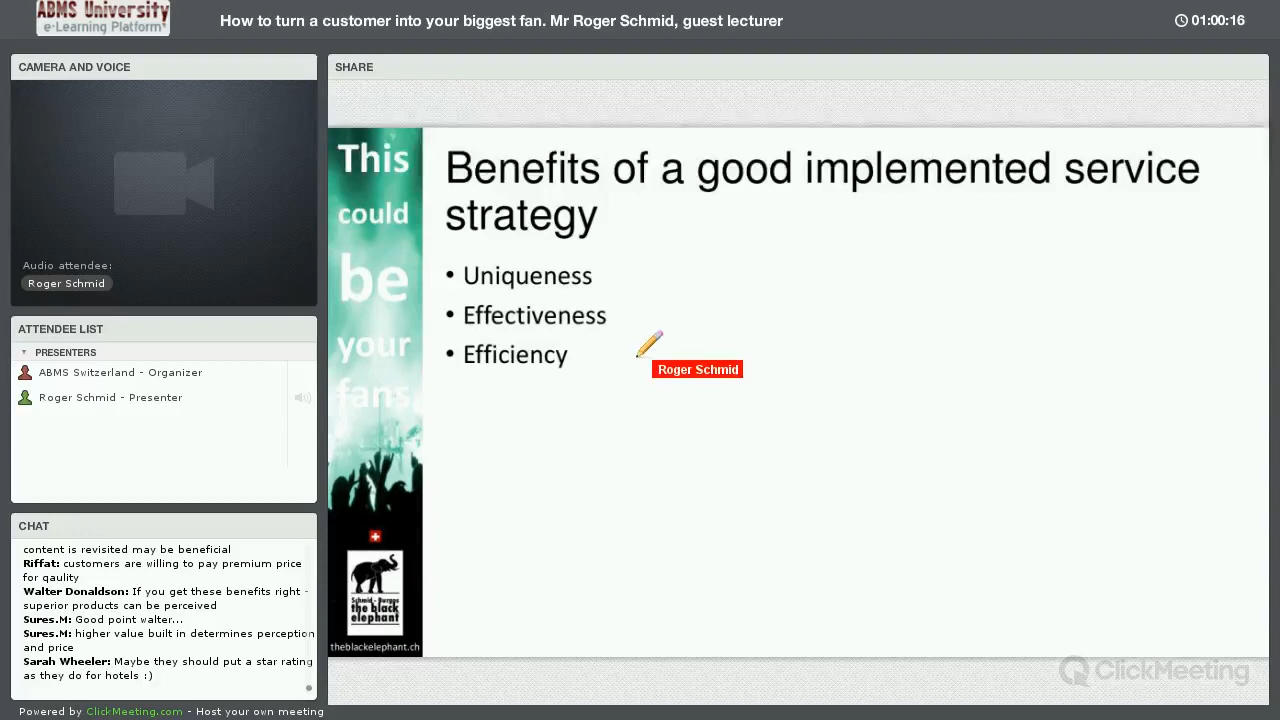 ABMS University
e-Learning Platform
How to turn a customer into your biggest fan. Mr Roger Schmid, guest lecturer
01:00:16
CAMERA AND VOICE
Audio attendee:
Roger Schmid
ATTENDEE LIST
PRESENTERS
ABMS Switzerland - Organizer
Roger Schmid - Presenter
CHAT
content is revisited may be beneficial
Riffat: customers are willing to pay premium price
for qaulity
Walter Donaldson: If you get these benefits right -
superior products can be perceived
Sures.M: Good point walter...
Sures.M: higher value built in determines perception
and price
Sarah Wheeler: Maybe they should put a star rating
as they do for hotels :)
Powered by ClickMeeting.com - Host your own meeting
SHARE
This
could
be
your
fans
Schmid - Burggs
the black
elephant
theblackelephant.ch
Benefits of a good implemented service
strategy
• Uniqueness
• Effectiveness
• Efficiency
Roger Schmid
ClickMeeting